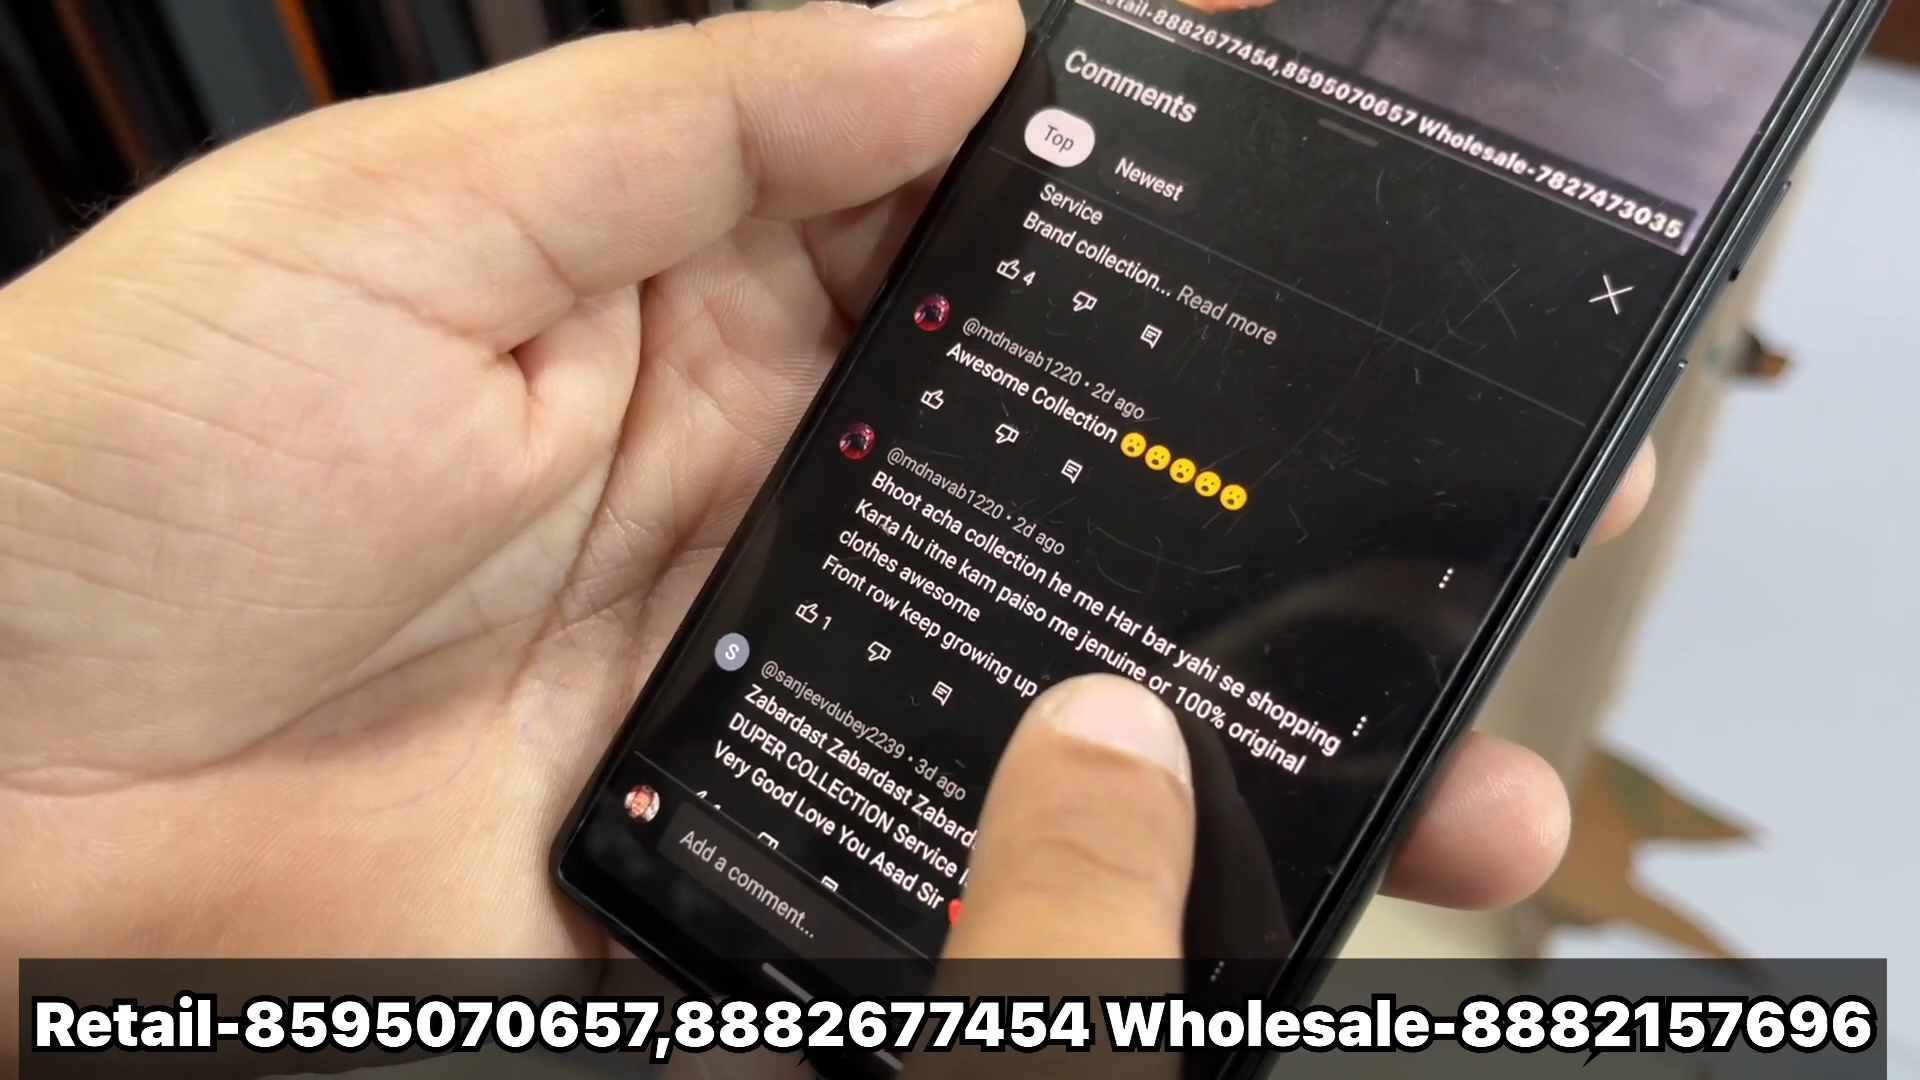 Retail-8882677454,8595070657 Wholesale-7827473035
Comments
Top
Newest
Service
Brand collection... Read more
4
@mdnavab1220 • 2d ago
Awesome Collection 😮😮😮😮😮
@mdnavab1220 • 2d ago
Bhoot acha collection he me Har bar yahi se shopping
Karta hu itne kam paiso me jenuine or 100% original
clothes awesome
Front row keep growing up
1
S
@sanjeevdubey2239 • 3d ago
Zabardast Zabardast
DUPER COLLECTION Service
Very Good Love You Asad Sir
Add a comment...
Retail-8595070657,8882677454 Wholesale-8882157696